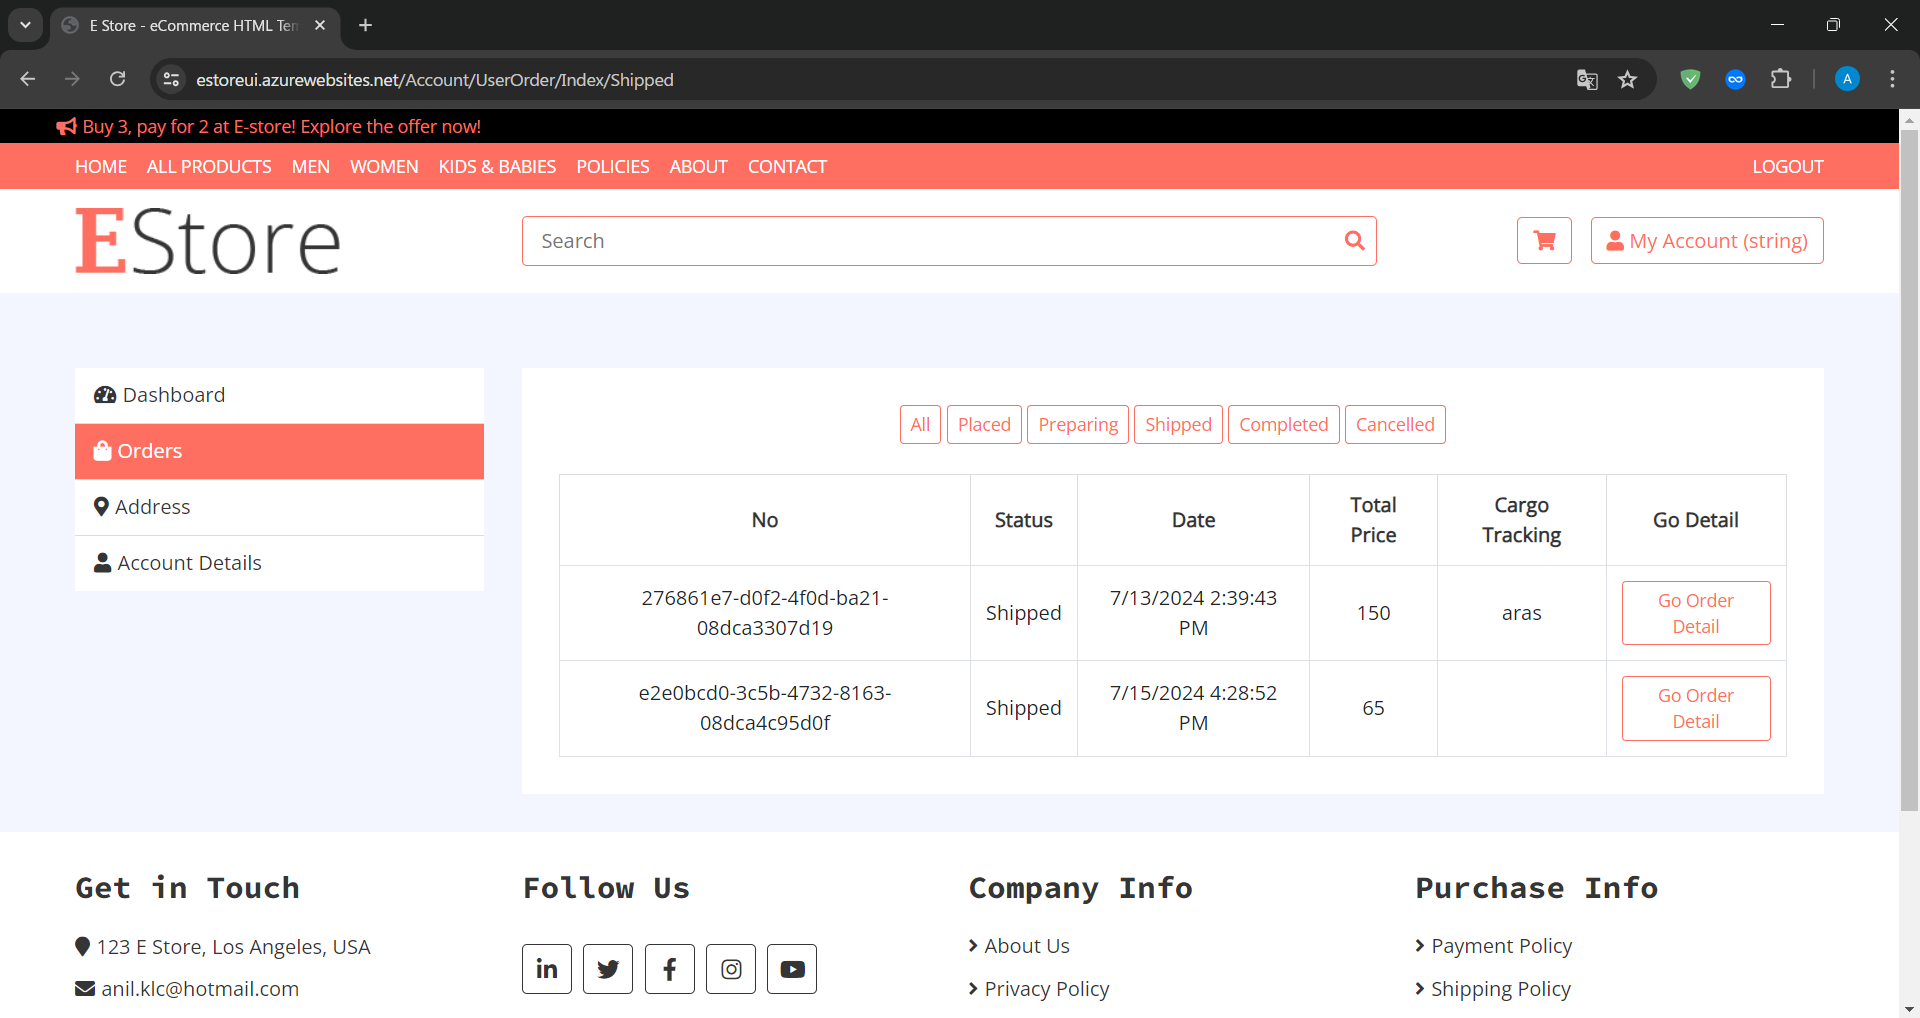 E Store - eCommerce HTML Ten
estoreui.azurewebsites.net/Account/UserOrder/Index/Shipped
A
Buy 3, pay for 2 at E-store! Explore the offer now!
HOME ALL PRODUCTS MEN WOMEN KIDS & BABIES POLICIES ABOUT CONTACT LOGOUT
EStore
Search
My Account (string)
Dashboard
Orders
Address
Account Details
All Placed Preparing Shipped Completed Cancelled
No Status Date Total Price Cargo Tracking Go Detail
276861e7-d0f2-4f0d-ba21-
08dca3307d19
Shipped
7/13/2024 2:39:43
PM
150
aras
Go Order
Detail
e2e0bcd0-3c5b-4732-8163-
08dca4c95d0f
Shipped
7/15/2024 4:28:52
PM
65
Go Order
Detail
Get in Touch
123 E Store, Los Angeles, USA
anil.klc@hotmail.com
Follow Us
Company Info
About Us
Privacy Policy
Purchase Info
Payment Policy
Shipping Policy